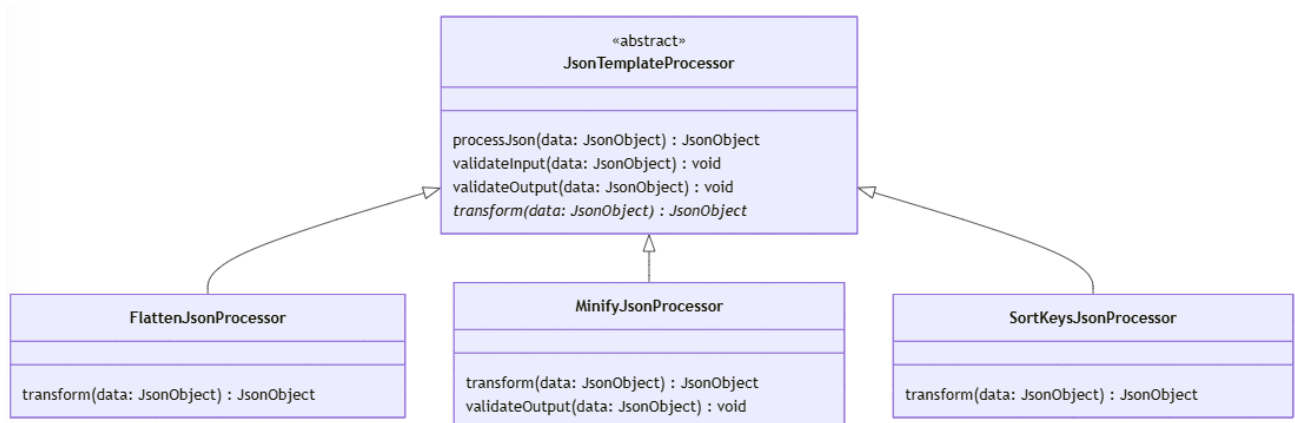 «abstract»
JsonTemplateProcessor
processJson(data: JsonObject) : JsonObject
validateInput(data: JsonObject) : void
validateOutput(data: JsonObject) : void
transform(data: JsonObject) : JsonObject
FlattenJsonProcessor
transform(data: JsonObject) : JsonObject
MinifyJsonProcessor
transform(data: JsonObject) : JsonObject
validateOutput(data: JsonObject) : void
SortKeysJsonProcessor
transform(data: JsonObject) : JsonObject